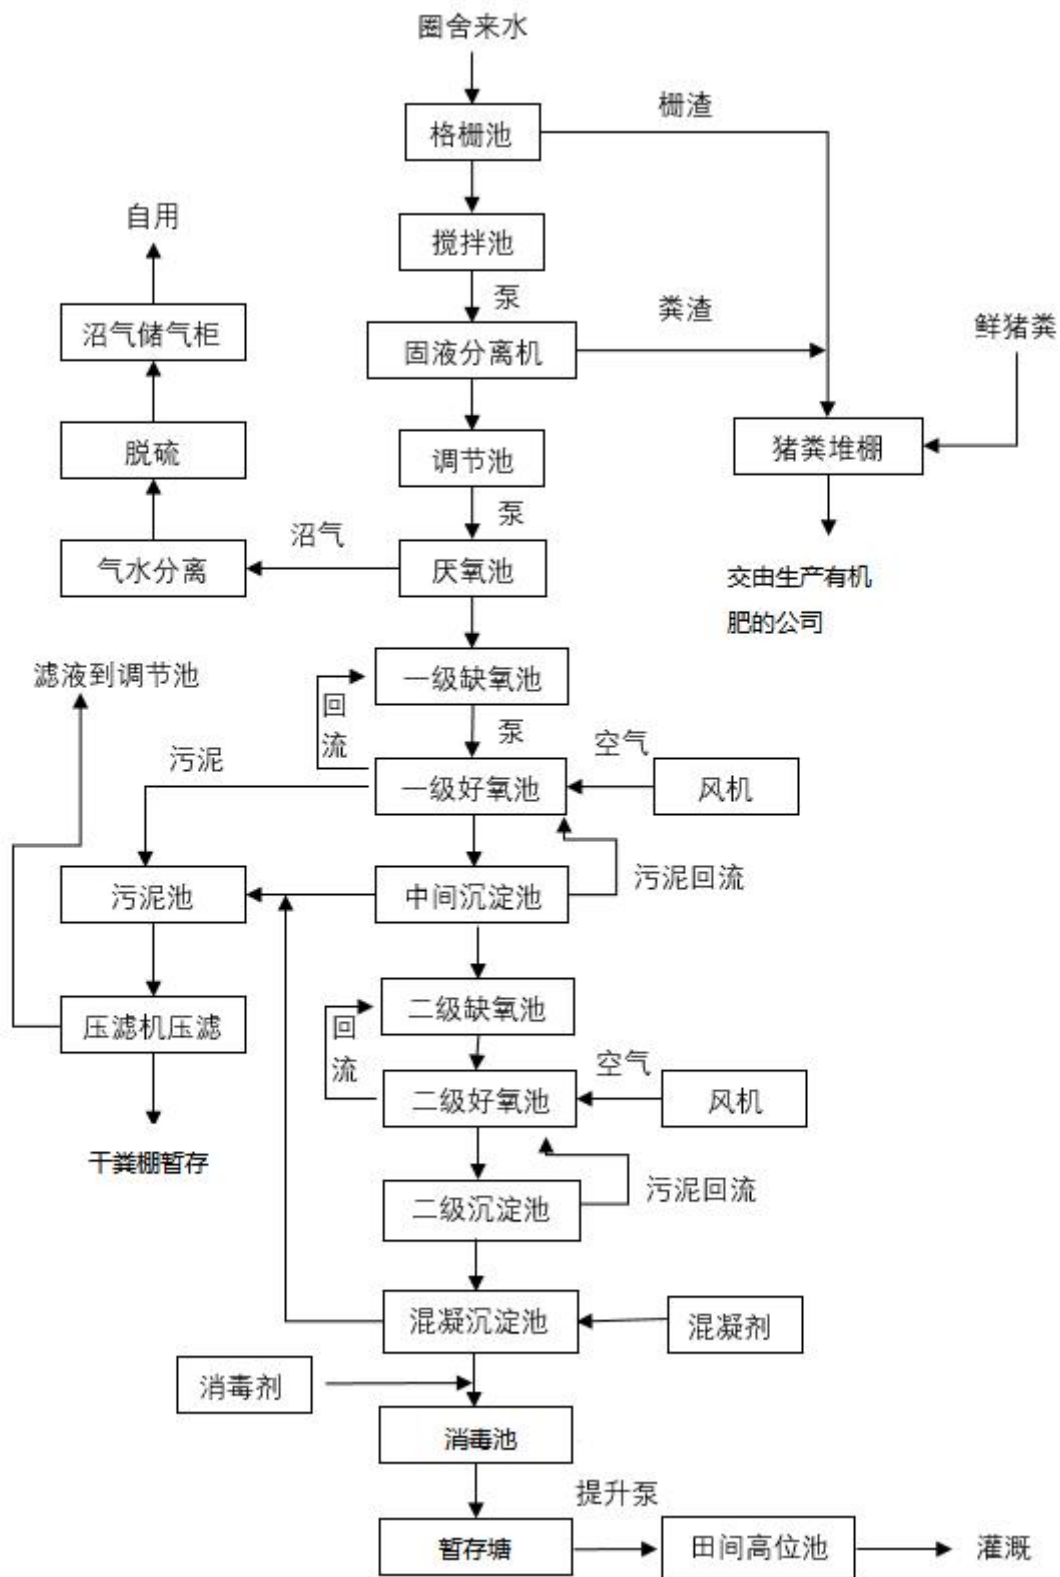 圈舍来水
栅渣
格栅池
自用
搅拌池
泵
粪渣
鲜猪粪
沼气储气柜
固液分离机
脱硫
调节池
猪粪堆棚
泵
沼气
气水分离
厌氧池
交由生产有机
肥的公司
滤液到调节池
一级缺氧池
回
流
泵
空气
污泥
一级好氧池
风机
污泥回流
污泥池
中间沉淀池
二级缺氧池
压滤机压滤
回
流
空气
二级好氧池
风机
干粪棚暂存
污泥回流
二级沉淀池
混凝沉淀池
混凝剂
消毒剂
消毒池
提升泵
暂存塘
田间高位池
灌溉